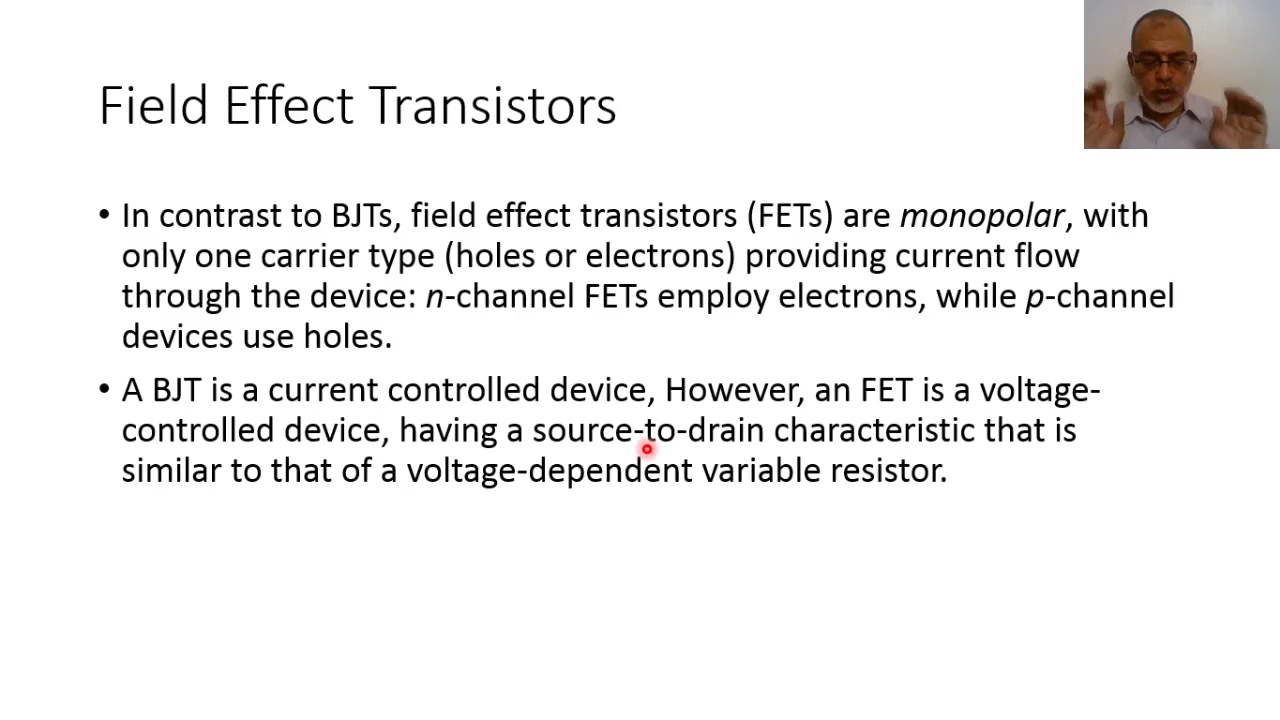 Field Effect Transistors
• In contrast to BJTs, field effect transistors (FETs) are monopolar, with
only one carrier type (holes or electrons) providing current flow
through the device: n-channel FETs employ electrons, while p-channel
devices use holes.
• A BJT is a current controlled device, However, an FET is a voltage-
controlled device, having a source-to-drain characteristic that is
similar to that of a voltage-dependent variable resistor.